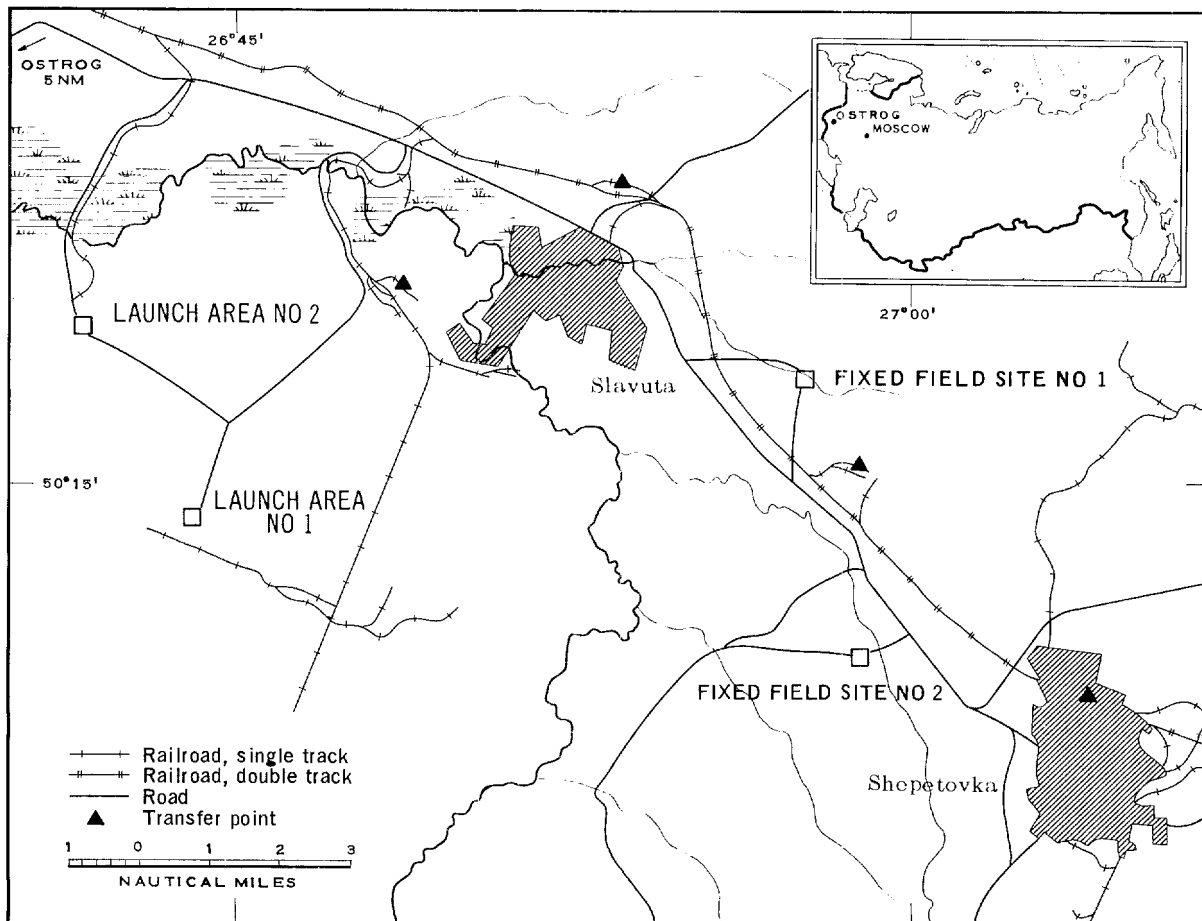 26°45'
OSTROG
5 NM
OSTROG
MOSCOW
LAUNCH AREA NO 2
27°00'
Slavuta
FIXED FIELD SITE NO 1
50°15'
LAUNCH AREA
NO 1
FIXED FIELD SITE NO 2
Shepetovka
Railroad, single track
Railroad, double track
Road
Transfer point
1 0 1 2 3
NAUTICAL MILES